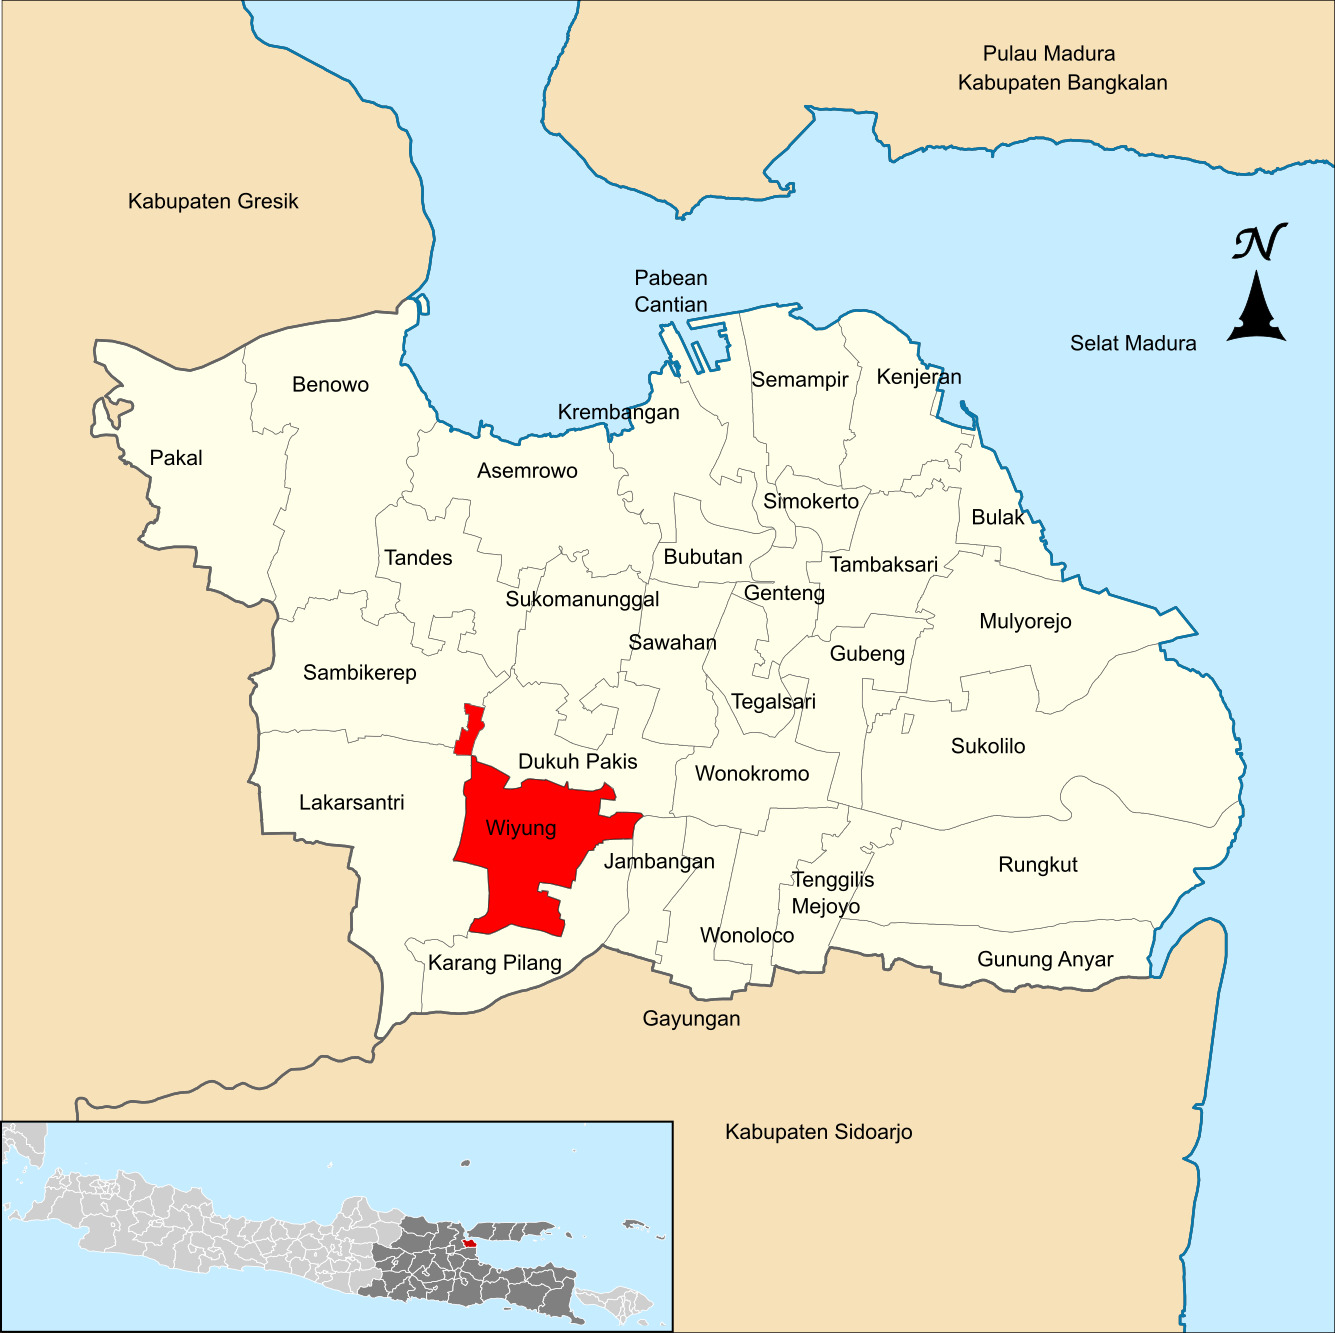 Pulau Madura
Kabupaten Bangkalan
Kabupaten Gresik
N
Pabean
Cantian
Selat Madura
Benowo
Semampir
Kenjeran
Krembangan
Pakal
Asemrowo
Simokerto
Bulak
Tandes
Bubutan
Tambaksari
Genteng
Sukomanunggal
Mulyorejo
Sawahan
Gubeng
Sambikerep
Tegalsari
Sukolilo
Dukuh Pakis
Wonokromo
Lakarsantri
Wiyung
Jambangan
Rungkut
Tenggilis
Mejoyo
Wonoloco
Gunung Anyar
Karang Pilang
Gayungan
Kabupaten Sidoarjo